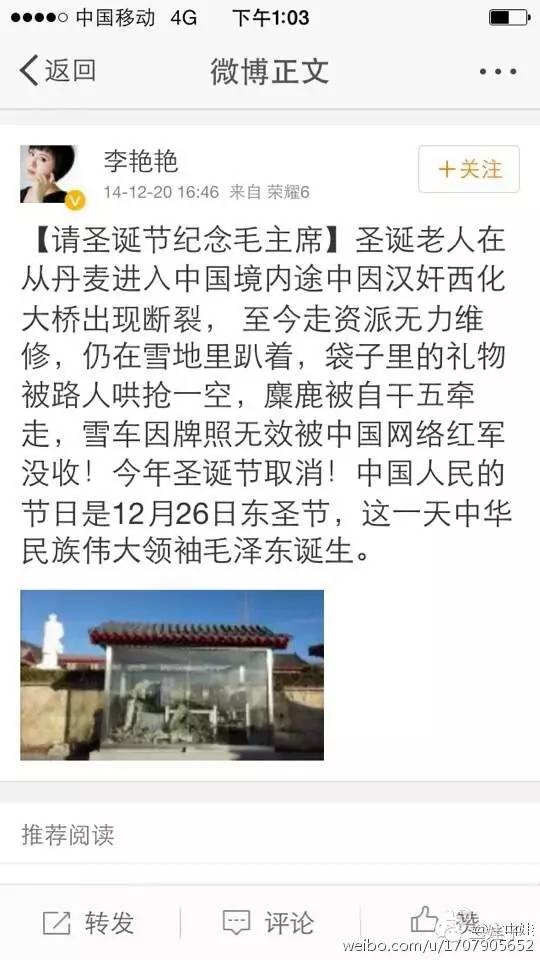 中国移动 4G 下午1:03
返回 微博正文
李艳艳
+关注
14-12-20 16:46 来自 荣耀6
【请圣诞节纪念毛主席】圣诞老人在
从丹麦进入中国境内途中因汉奸西化
大桥出现断裂， 至今走资派无力维
修，仍在雪地里趴着，袋子里的礼物
被路人哄抢一空，麋鹿被自干五牵
走，雪车因牌照无效被中国网络红军
没收！今年圣诞节取消！中国人民的
节日是12月26日东圣节，这一天中华
民族伟大领袖毛泽东诞生。
推荐阅读
转发 评论 赞
weibo.com/u/1707905652